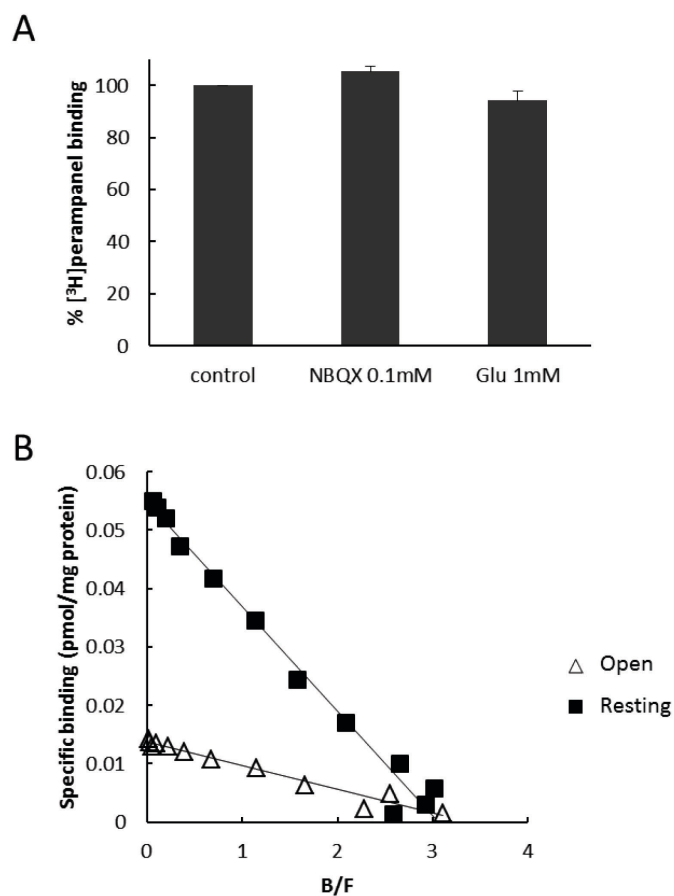 A
% [³H]perampanel binding
100
80
60
40
20
0
control NBQX 0.1mM Glu 1mM
B
Specific binding (pmol/mg protein)
0.06
0.05
0.04
0.03
0.02
0.01
0
0 1 2 3 4
B/F
Open
Resting